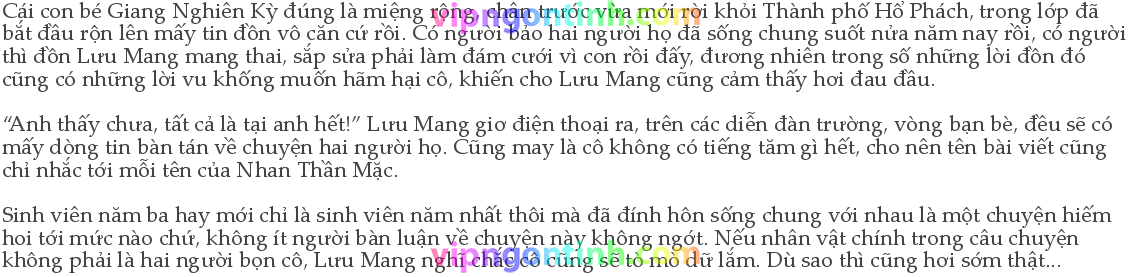 Cái con bé Giang Nghiên Kỳ đúng là miệng rộng, chân trước vừa mới rời khỏi Thành phố Hổ Phách, trong lớp đã
vipngontinh.com
bắt đầu rộn lên mấy tin đồn vô căn cứ rồi. Có người bảo hai người họ đã sống chung suốt nửa năm nay rồi, có người
thì đồn Lưu Mang mang thai, sắp sửa phải làm đám cưới vì con rồi đấy, đương nhiên trong số những lời đồn đó
cũng có những lời vu khống muốn hãm hại cô, khiến cho Lưu Mang cũng cảm thấy hơi đau đầu.
“Anh thấy chưa, tất cả là tại anh hết!” Lưu Mang giơ điện thoại ra, trên các diễn đàn trường, vòng bạn bè, đều sẽ có
mấy dòng tin bàn tán về chuyện hai người họ. Cũng may là cô không có tiếng tăm gì hết, cho nên tên bài viết cũng
chỉ nhắc tới mỗi tên của Nhan Thần Mặc.
Sinh viên năm ba hay mới chỉ là sinh viên năm nhất thôi mà đã đính hôn sống chung với nhau là một chuyện hiếm
hoi tới mức nào chứ, không ít người bàn luận về chuyện này không ngớt. Nếu nhân vật chính trong câu chuyện
không phải là hai người bọn cô, Lưu Mang nghĩ chắc cô cũng sẽ tò mò dữ lắm. Dù sao thì cũng hơi sớm thật...
vipngontinh.com